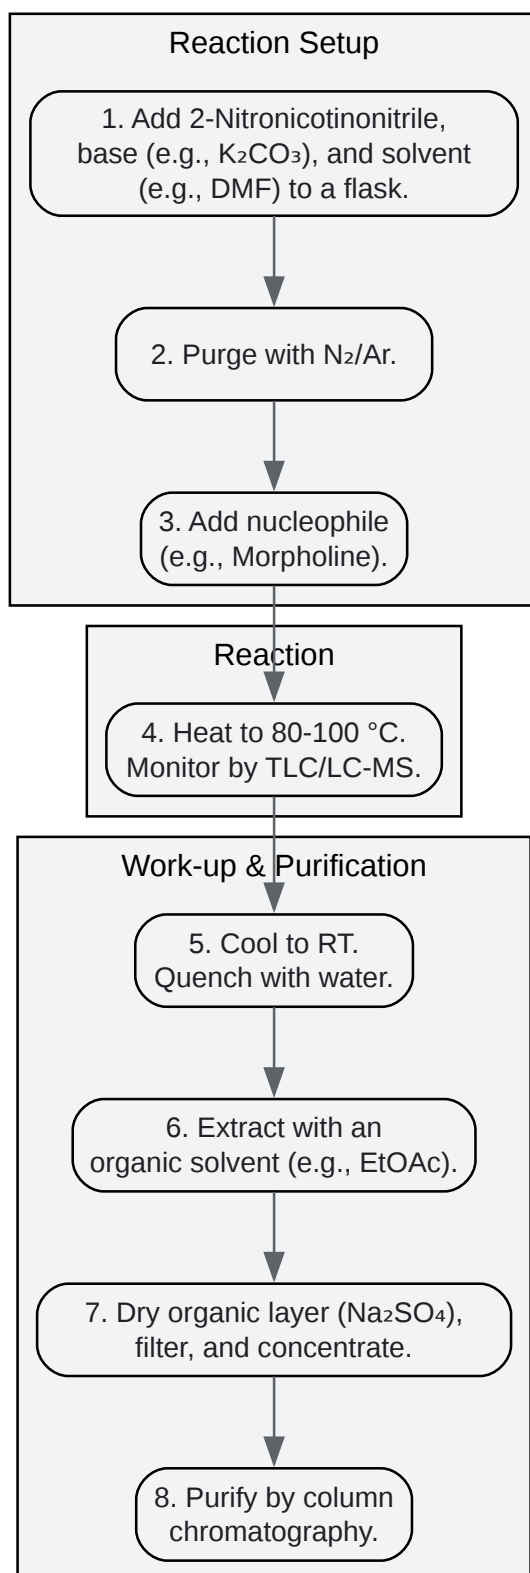 Reaction Setup
1. Add 2-Nitronicotinonitrile,
base (e.g., K₂CO₃), and solvent
(e.g., DMF) to a flask.
2. Purge with N₂/Ar.
3. Add nucleophile
(e.g., Morpholine).
Reaction
4. Heat to 80-100 °C.
Monitor by TLC/LC-MS.
Work-up & Purification
5. Cool to RT.
Quench with water.
6. Extract with an
organic solvent (e.g., EtOAc).
7. Dry organic layer (Na₂SO₄),
filter, and concentrate.
8. Purify by column
chromatography.